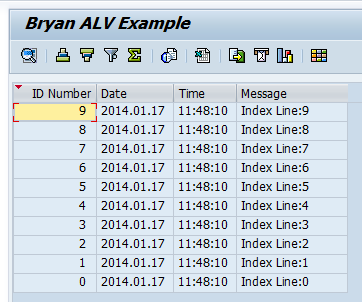 Bryan ALV Example
ID Number Date Time Message
9 2014.01.17 11:48:10 Index Line:9
8 2014.01.17 11:48:10 Index Line:8
7 2014.01.17 11:48:10 Index Line:7
6 2014.01.17 11:48:10 Index Line:6
5 2014.01.17 11:48:10 Index Line:5
4 2014.01.17 11:48:10 Index Line:4
3 2014.01.17 11:48:10 Index Line:3
2 2014.01.17 11:48:10 Index Line:2
1 2014.01.17 11:48:10 Index Line:1
0 2014.01.17 11:48:10 Index Line:0